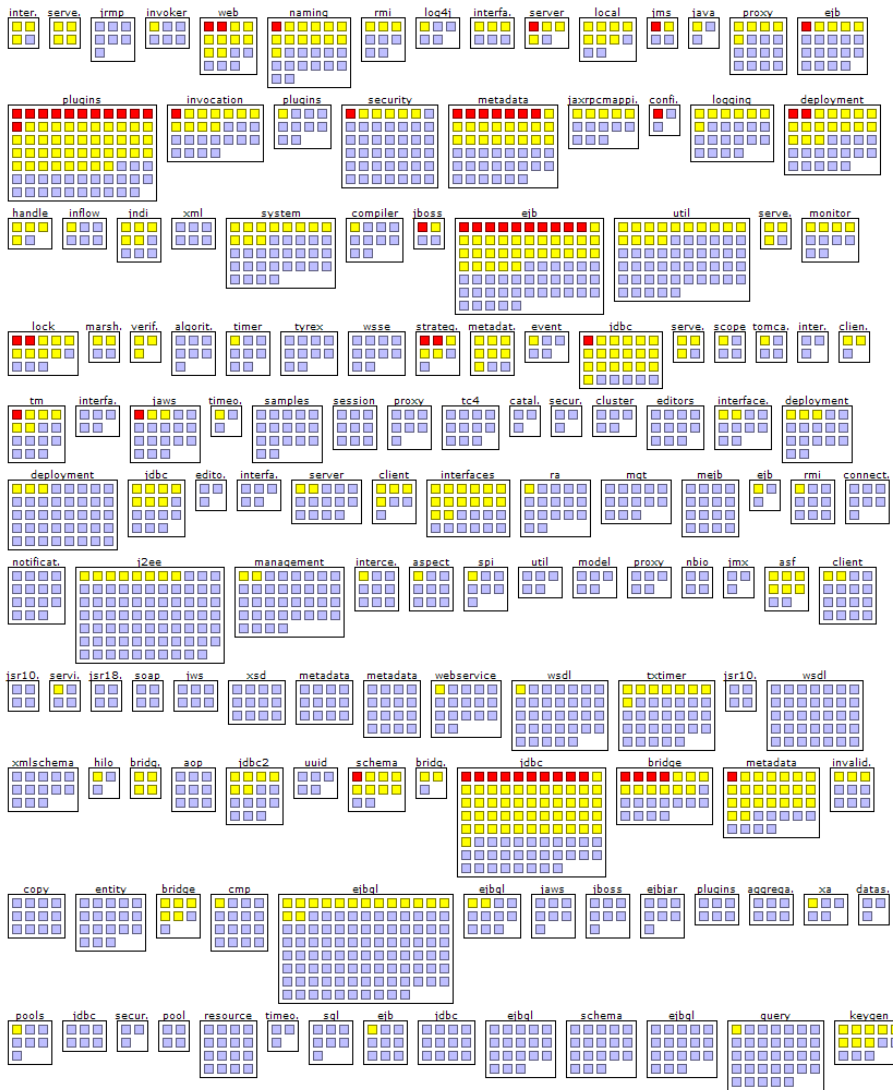 inter. serve. jrmp invoker web naming rmi log4j interfa. server local jms java proxy ejb
plugins invocation plugins security metadata jaxrpcmappi. confi. logging deployment
handle inflow jndi xml system compiler jboss ejb util serve. monitor
lock marsh. verif. algorit. timer tyrex wsse strateg. metadat. event jdbc serve. scope tomca. inter. clien.
tm interfa. jaws timeo. samples session proxy tc4 catal. secur. cluster editors interface. deployment
deployment jdbc edito. interfa. server client interfaces ra mgt mejb ejb rmi connect.
notificat. j2ee management interce. aspect spi util model proxy nbio jmx asf client
jsr10. servi. jsr18. soap jws xsd metadata metadata webservice wsdl txtimer jsr10. wsdl
xmlschema hilo bridg. aop jdbc2 uuid schema bridg. jdbc bridge metadata invalid.
copy entity bridge cmp ejbql ejbql jaws jboss ejbjar plugins aggrega. xa datas.
pools jdbc secur. pool resource timeo. sql ejb jdbc ejbql schema ejbql query keygen